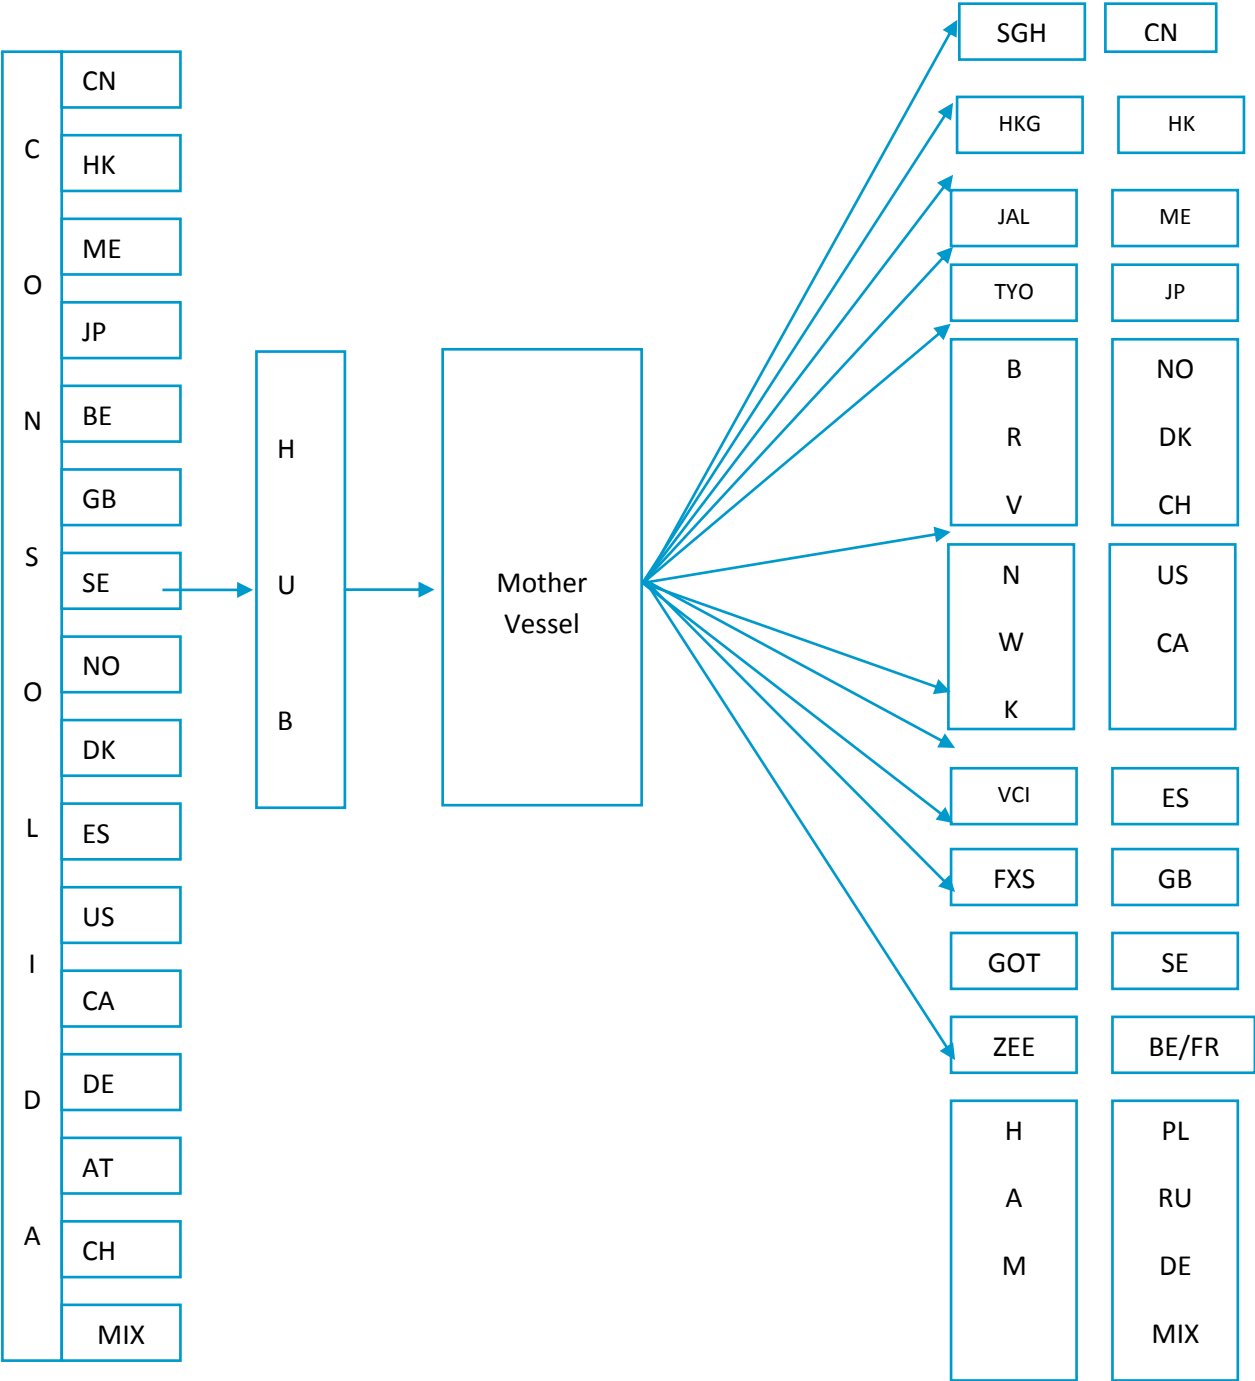 C O N S O L I D A D A
CN
HK
ME
JP
BE
GB
SE
NO
DK
ES
US
CA
DE
AT
CH
MIX
H
U
B
Mother
Vessel
SGH CN
HKG HK
JAL ME
TYO JP
B NO
R DK
V CH
N US
W CA
K
VCI ES
FXS GB
GOT SE
ZEE BE/FR
H PL
A RU
M DE
MIX